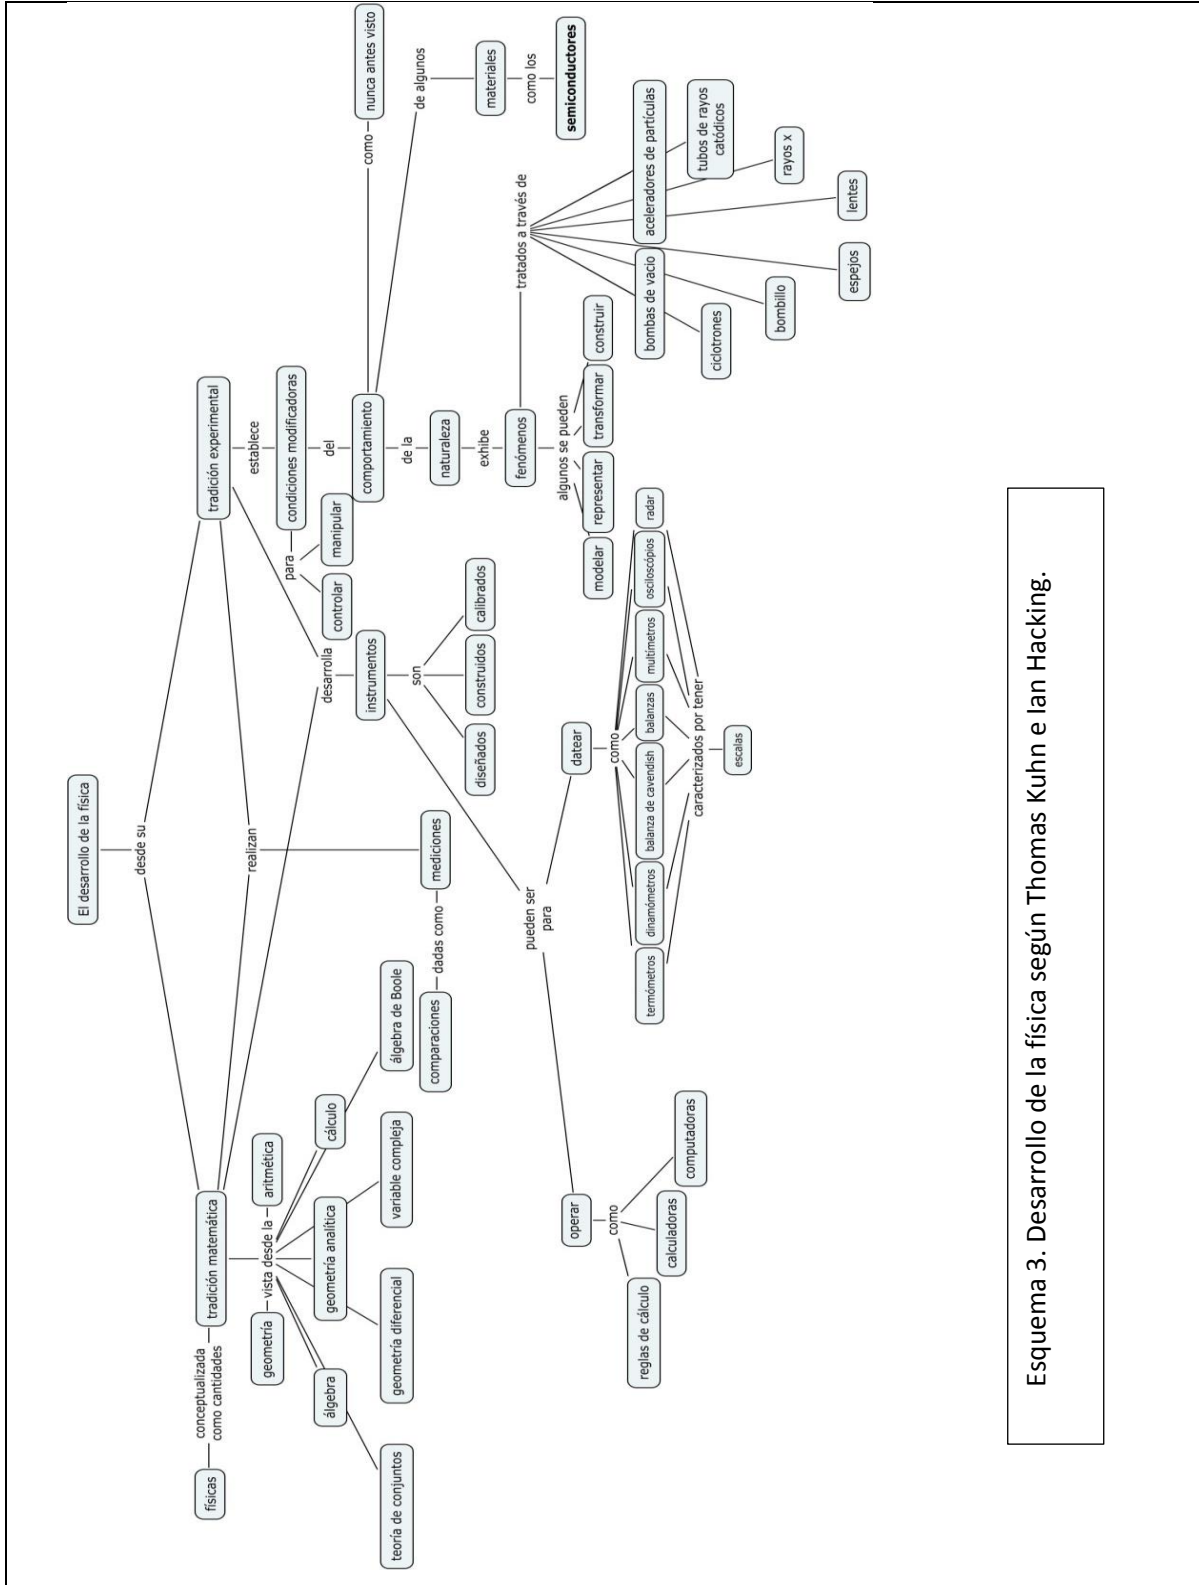 El desarrollo de la física
desde su
tradición matemática
tradición experimental
conceptualizada
como cantidades
físicas
realizan
establece
geometría
vista desde la
aritmética
condiciones modificadoras
para
del
álgebra
geometría analítica
cálculo
desarrolla
controlar
manipular
instrumentos
comportamiento
como
nunca antes visto
teoría de conjuntos
geometría diferencial
variable compleja
álgebra de Boole
son
de la
de algunos
comparaciones
dadas como
mediciones
naturaleza
diseñados
construidos
calibrados
exhibe
materiales
pueden ser
para
fenómenos
tratados a través de
como los
semiconductores
algunos se pueden
operar
datear
modelar
representar
transformar
construir
como
como
reglas de cálculo
calculadoras
computadoras
termómetros
dinamómetros
balanza de cavendish
balanzas
multímetros
osciloscópios
radar
bombas de vacio
aceleradores de partículas
caracterizados por tener
ciclotrones
tubos de rayos
catódicos
escalas
bombillo
rayos x
espejos
lentes
Esquema 3. Desarrollo de la física según Thomas Kuhn e Ian Hacking.